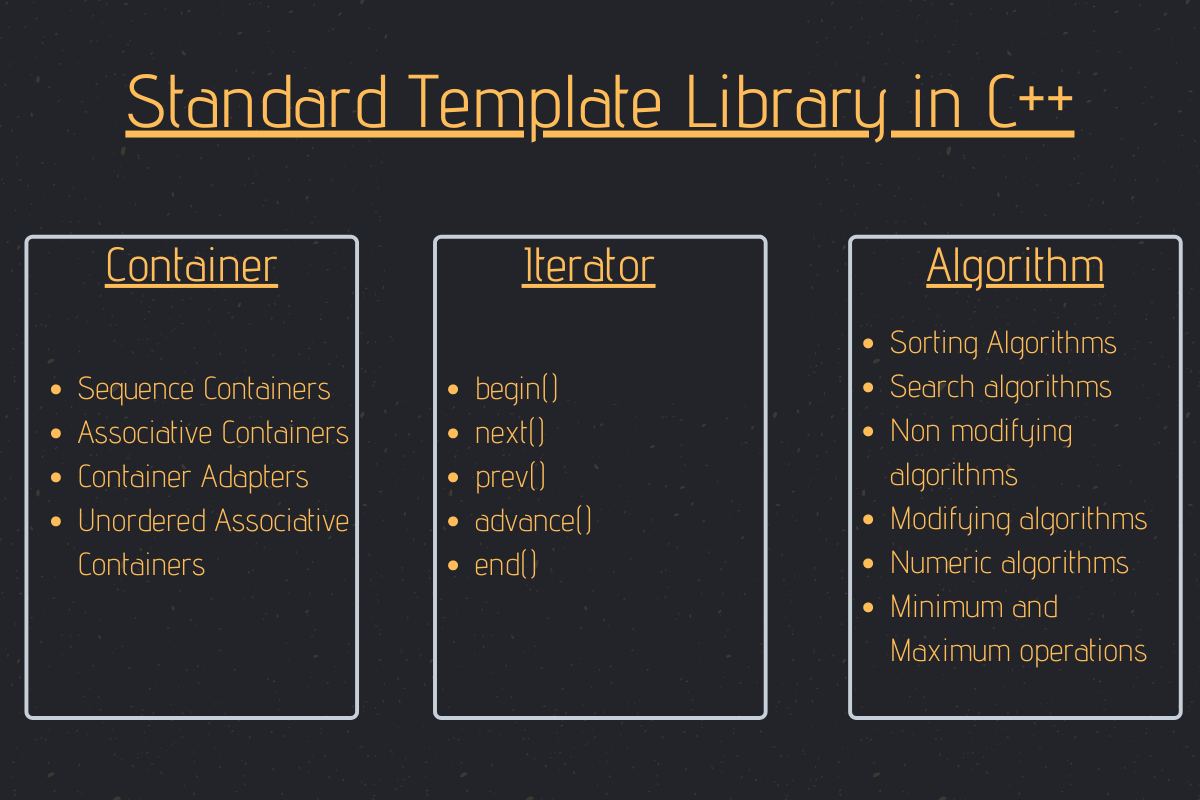 Standard Template Library in C++
Container
Sequence Containers
Associative Containers
Container Adapters
Unordered Associative
Containers
Iterator
begin()
next()
prev()
advance()
end()
Algorithm
Sorting Algorithms
Search algorithms
Non modifying
algorithms
Modifying algorithms
Numeric algorithms
Minimum and
Maximum operations